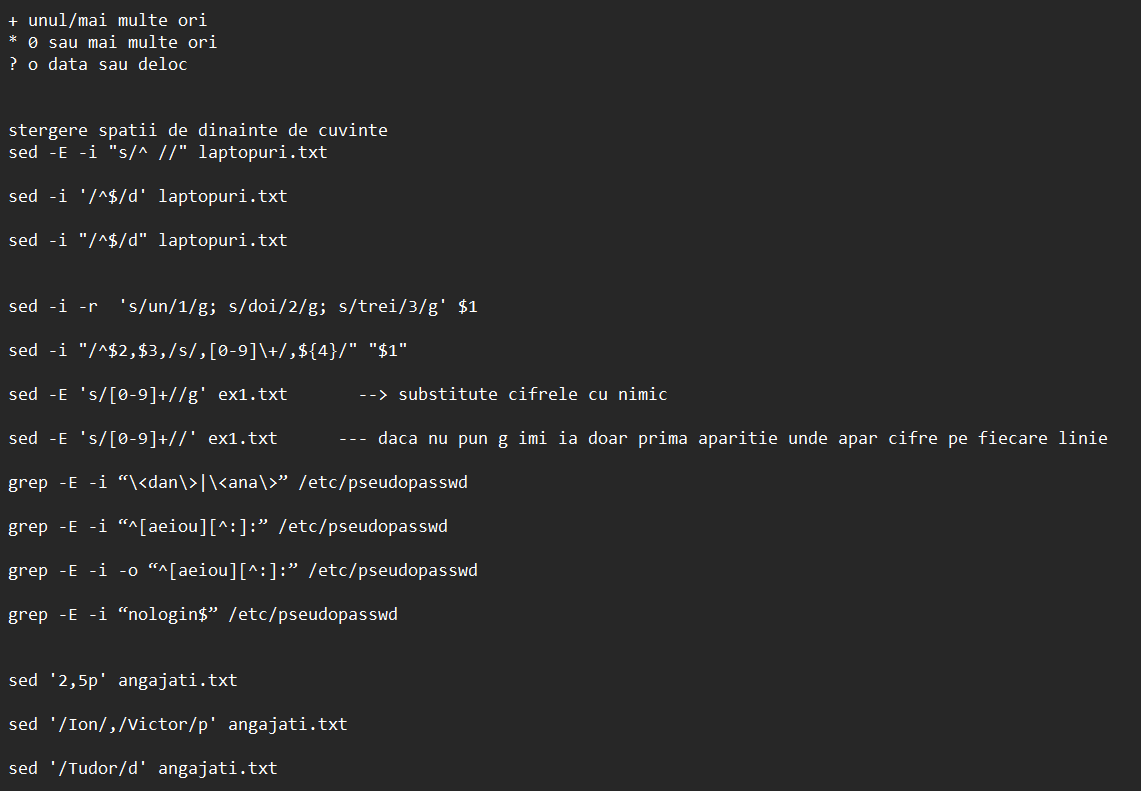 + unul/mai multe ori
* 0 sau mai multe ori
? o data sau deloc
stergere spatii de dinainte de cuvinte
sed -E -i "s/^ //" laptopuri.txt
sed -i '/^$/d' laptopuri.txt
sed -i "/^$/d" laptopuri.txt
sed -i -r  's/un/1/g; s/doi/2/g; s/trei/3/g' $1
sed -i "/^$2,$3,/s/,[0-9]\+/,${4}/" "$1"
sed -E 's/[0-9]+//g' ex1.txt       --> substitute cifrele cu nimic
sed -E 's/[0-9]+//' ex1.txt      --- daca nu pun g imi ia doar prima aparitie unde apar cifre pe fiecare linie
grep -E -i “\<dan\>|\<ana\>” /etc/pseudopasswd
grep -E -i “^[aeiou][^:]:” /etc/pseudopasswd
grep -E -i -o “^[aeiou][^:]:” /etc/pseudopasswd
grep -E -i “nologin$” /etc/pseudopasswd
sed '2,5p' angajati.txt
sed '/Ion/,/Victor/p' angajati.txt
sed '/Tudor/d' angajati.txt